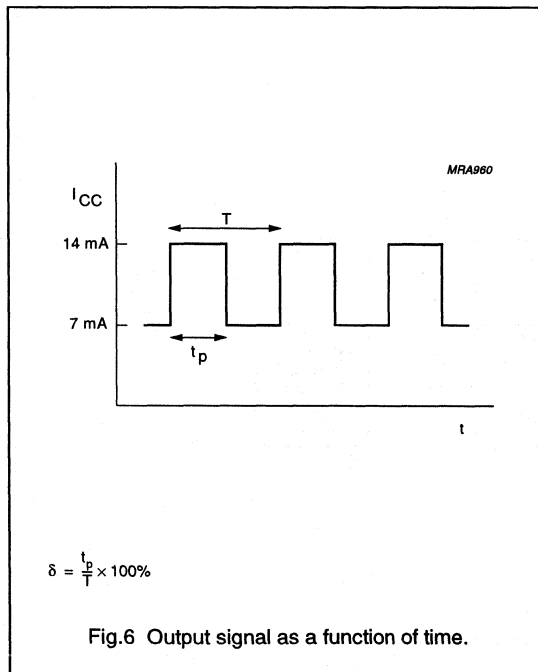 MRA960
I_CC
T
14 mA
7 mA
t_p
t
δ = t_p/T × 100%
Fig.6 Output signal as a function of time.